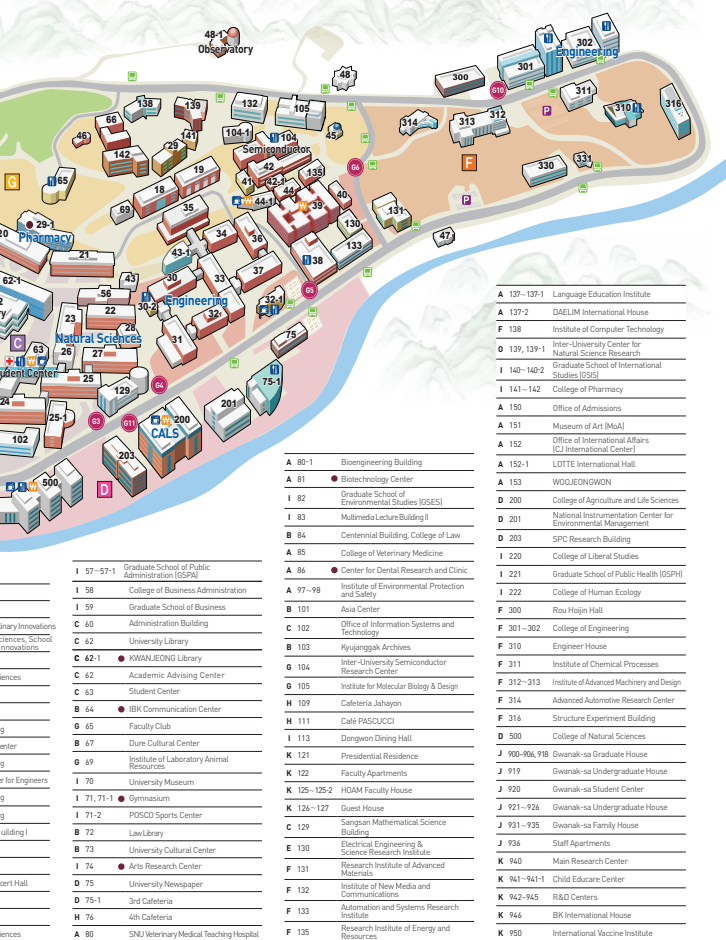 48-1
Observatory
48
300
301
302
Engineering
G10
311
P
310
316
138
139
132
105
66
46
141
104-1
104
45
Semiconductor
314
313
312
142
29
42
135
G6
F
330
331
G
65
19
41
42-1
44
40
18
44-1
39
P
69
35
131
29-1
20
Pharmacy
34
36
130
133
47
21
43-1
38
62-1
43
30
33
37
56
30-2
Engineering
G5
22
32
32-1
23
28
Natural Sciences
C
63
26
27
31
75
Student Center
25
G4
75-1
24
129
201
25-1
G3
G11
200
CALS
102
203
500
D
A 137~137-1 Language Education Institute
A 137-2 DAELIM International House
F 138 Institute of Computer Technology
O 139, 139-1 Inter-University Center for
Natural Science Research
I 140~140-2 Graduate School of International
Studies (GSIS)
I 141~142 College of Pharmacy
A 150 Office of Admissions
A 151 Museum of Art (MoA)
A 152 Office of International Affairs
(CJ International Center)
A 152-1 LOTTE International Hall
A 153 WOOJEONGWON
D 200 College of Agriculture and Life Sciences
D 201 National Instrumentation Center for
Environmental Management
D 203 SPC Research Building
I 220 College of Liberal Studies
I 221 Graduate School of Public Health (GSPH)
I 222 College of Human Ecology
F 300 Rou Hoijin Hall
F 301~302 College of Engineering
F 310 Engineer House
F 311 Institute of Chemical Processes
F 312~313 Institute of Advanced Machinery and Design
F 314 Advanced Automotive Research Center
F 316 Structure Experiment Building
D 500 College of Natural Sciences
J 900-906, 918 Gwanak-sa Graduate House
J 919 Gwanak-sa Undergraduate House
J 920 Gwanak-sa Student Center
J 921~926 Gwanak-sa Undergraduate House
J 931~935 Gwanak-sa Family House
J 936 Staff Apartments
K 940 Main Research Center
K 941~941-1 Child Educare Center
K 942~945 R&D Centers
K 946 BK International House
K 950 International Vaccine Institute
A 80-1 Bioengineering Building
A 81 Biotechnology Center
I 82 Graduate School of
Environmental Studies (GSES)
I 83 Multimedia Lecture Building II
B 84 Centennial Building, College of Law
A 85 College of Veterinary Medicine
A 86 Center for Dental Research and Clinic
A 97~98 Institute of Environmental Protection
and Safety
B 101 Asia Center
C 102 Office of Information Systems and
Technology
B 103 Kyujanggak Archives
G 104 Inter-University Semiconductor
Research Center
G 105 Institute for Molecular Biology & Design
H 109 Cafeteria Jahayon
H 111 Café PASCUCCI
I 113 Dongwon Dining Hall
K 121 Presidential Residence
K 122 Faculty Apartments
K 125~125-2 HOAM Faculty House
K 126~127 Guest House
C 129 Sangsan Mathematical Science
Building
E 130 Electrical Engineering &
Science Research Institute
F 131 Research Institute of Advanced
Materials
F 132 Institute of New Media and
Communications
F 133 Automation and Systems Research
Institute
F 135 Research Institute of Energy and
Resources
I 57~57-1 Graduate School of Public
Administration (GSPA)
I 58 College of Business Administration
I 59 Graduate School of Business
C 60 Administration Building
C 62 University Library
C 62-1 KWANJEONG Library
C 62 Academic Advising Center
C 63 Student Center
B 64 IBK Communication Center
G 65 Faculty Club
B 67 Dure Cultural Center
G 69 Institute of Laboratory Animal
Resources
I 70 University Museum
I 71, 71-1 Gymnasium
I 71-2 POSCO Sports Center
B 72 Law Library
B 73 University Cultural Center
I 74 Arts Research Center
D 75 University Newspaper
D 75-1 3rd Cafeteria
H 76 4th Cafeteria
A 80 SNU Veterinary Medical Teaching Hospital
linary Innovations
ciences, School
nnovations
iences
g
enter
g
er for Engineers
g
uilding I
cert Hall
iences